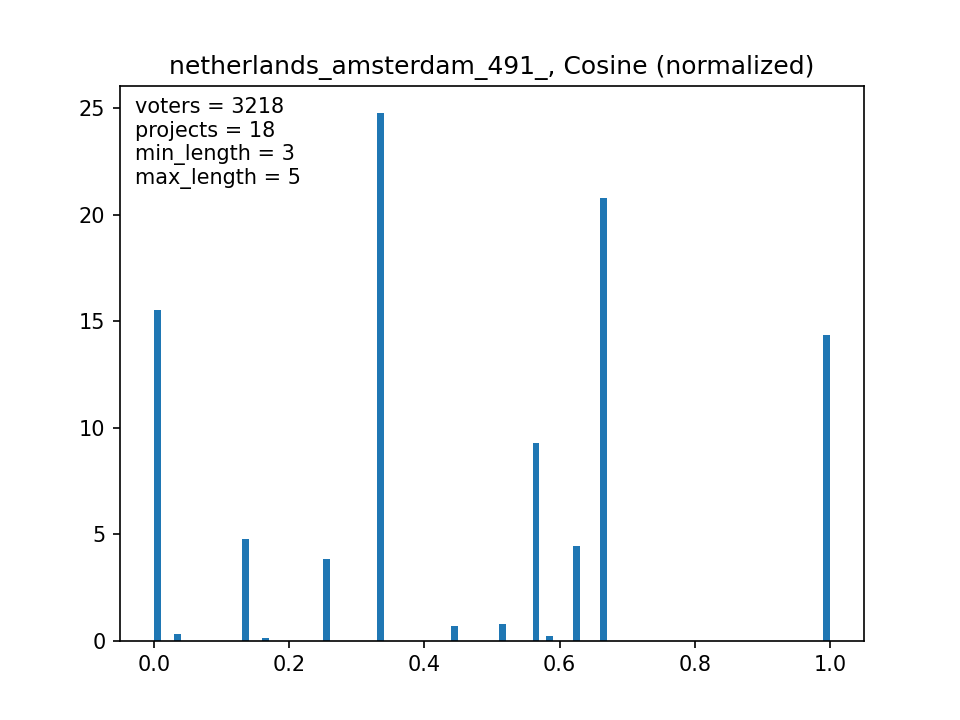 netherlands_amsterdam_491_, Cosine (normalized)
voters = 3218
projects = 18
min_length = 3
max_length = 5
25
20
15
10
5
0
0.0 0.2 0.4 0.6 0.8 1.0